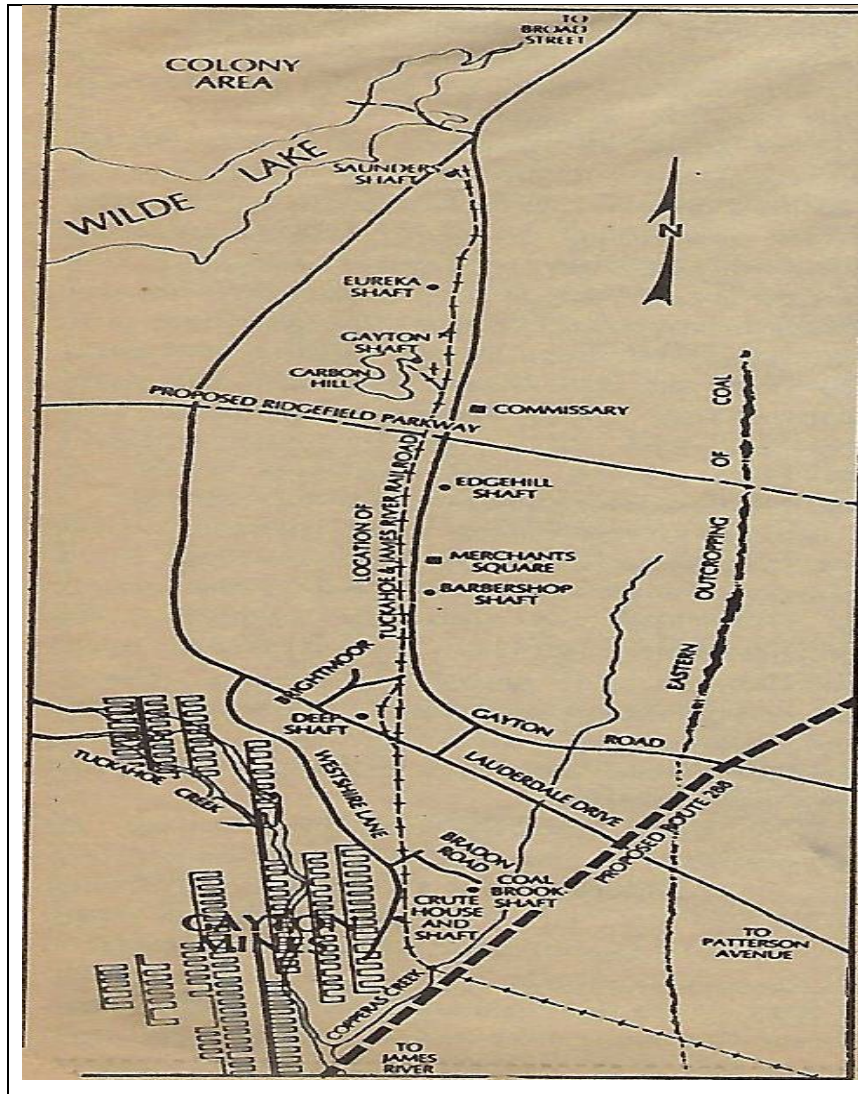 TO
BROAD
STREET
COLONY
AREA
WILDE LAKE
SAUNDERS
SHAFT
N
EUREKA
SHAFT
GAYTON
SHAFT
CARBON
HILL
PROPOSED RIDGEFIELD PARKWAY
COMMISSARY
EDGEHILL
SHAFT
LOCATION OF
TUCKAHOE & JAMES RIVER RAILROAD
MERCHANTS
SQUARE
BARBERSHOP
SHAFT
EASTERN OUTCROPPING OF COAL
BRIGHTMOOR
DEEP
SHAFT
GAYTON ROAD
TUCKAHOE
CREEK
WESTSHIRE LANE
LAUDERDALE DRIVE
PROPOSED ROUTE 288
BRADON
ROAD
COAL
BROOK
SHAFT
CRUTE
HOUSE
AND
SHAFT
GAYTON
MINES
TO
PATTERSON
AVENUE
COPPERAS CREEK
TO
JAMES
RIVER